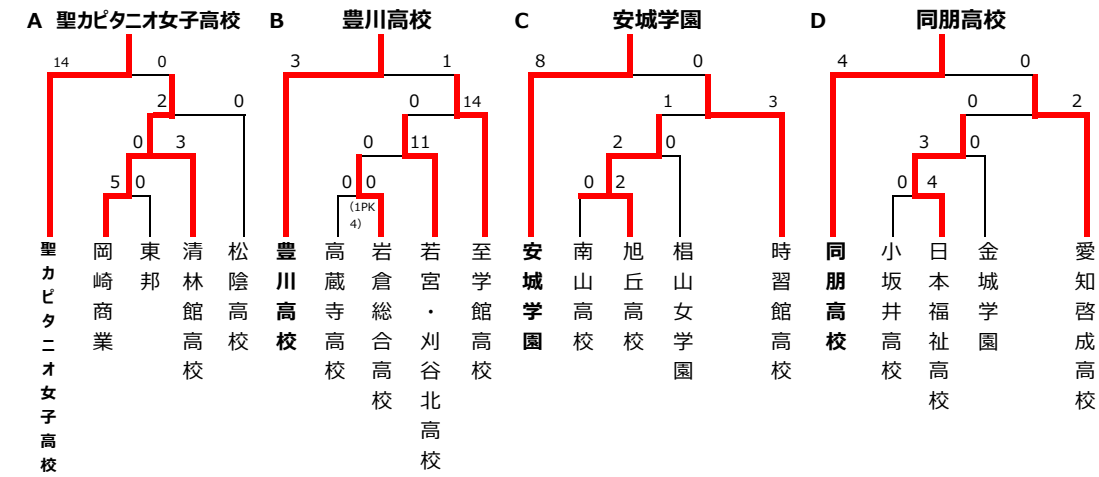 A 聖カピタニオ女子高校 B 豊川高校 C 安城学園 D 同朋高校
14 0 3 1 8 0 4 0
2 0 0 14 1 3 0 2
0 3 0 11 2 0 3 0
5 0 0 0 0 2 0 4
(1PK
4)
聖カピタニオ女子高校
岡崎商業
東邦
清林館高校
松陰高校
豊川高校
高蔵寺高校
岩倉総合高校
若宮・刈谷北高校
至学館高校
安城学園
南山高校
旭丘高校
椙山女学園
時習館高校
同朋高校
小坂井高校
日本福祉高校
金城学園
愛知啓成高校